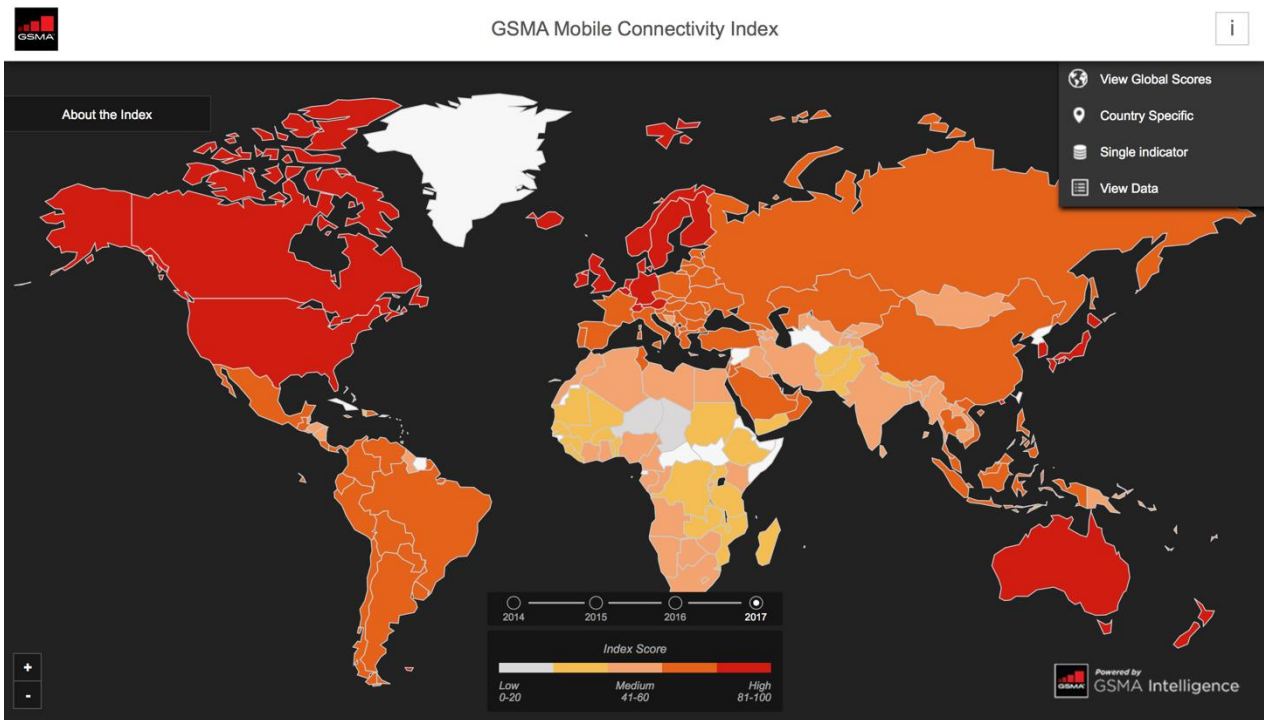 GSMA
GSMA Mobile Connectivity Index
i
About the Index
View Global Scores
Country Specific
Single indicator
View Data
2014
2015
2016
2017
Index Score
Low
0-20
Medium
41-60
High
81-100
+
-
GSMA
Powered by
GSMA Intelligence